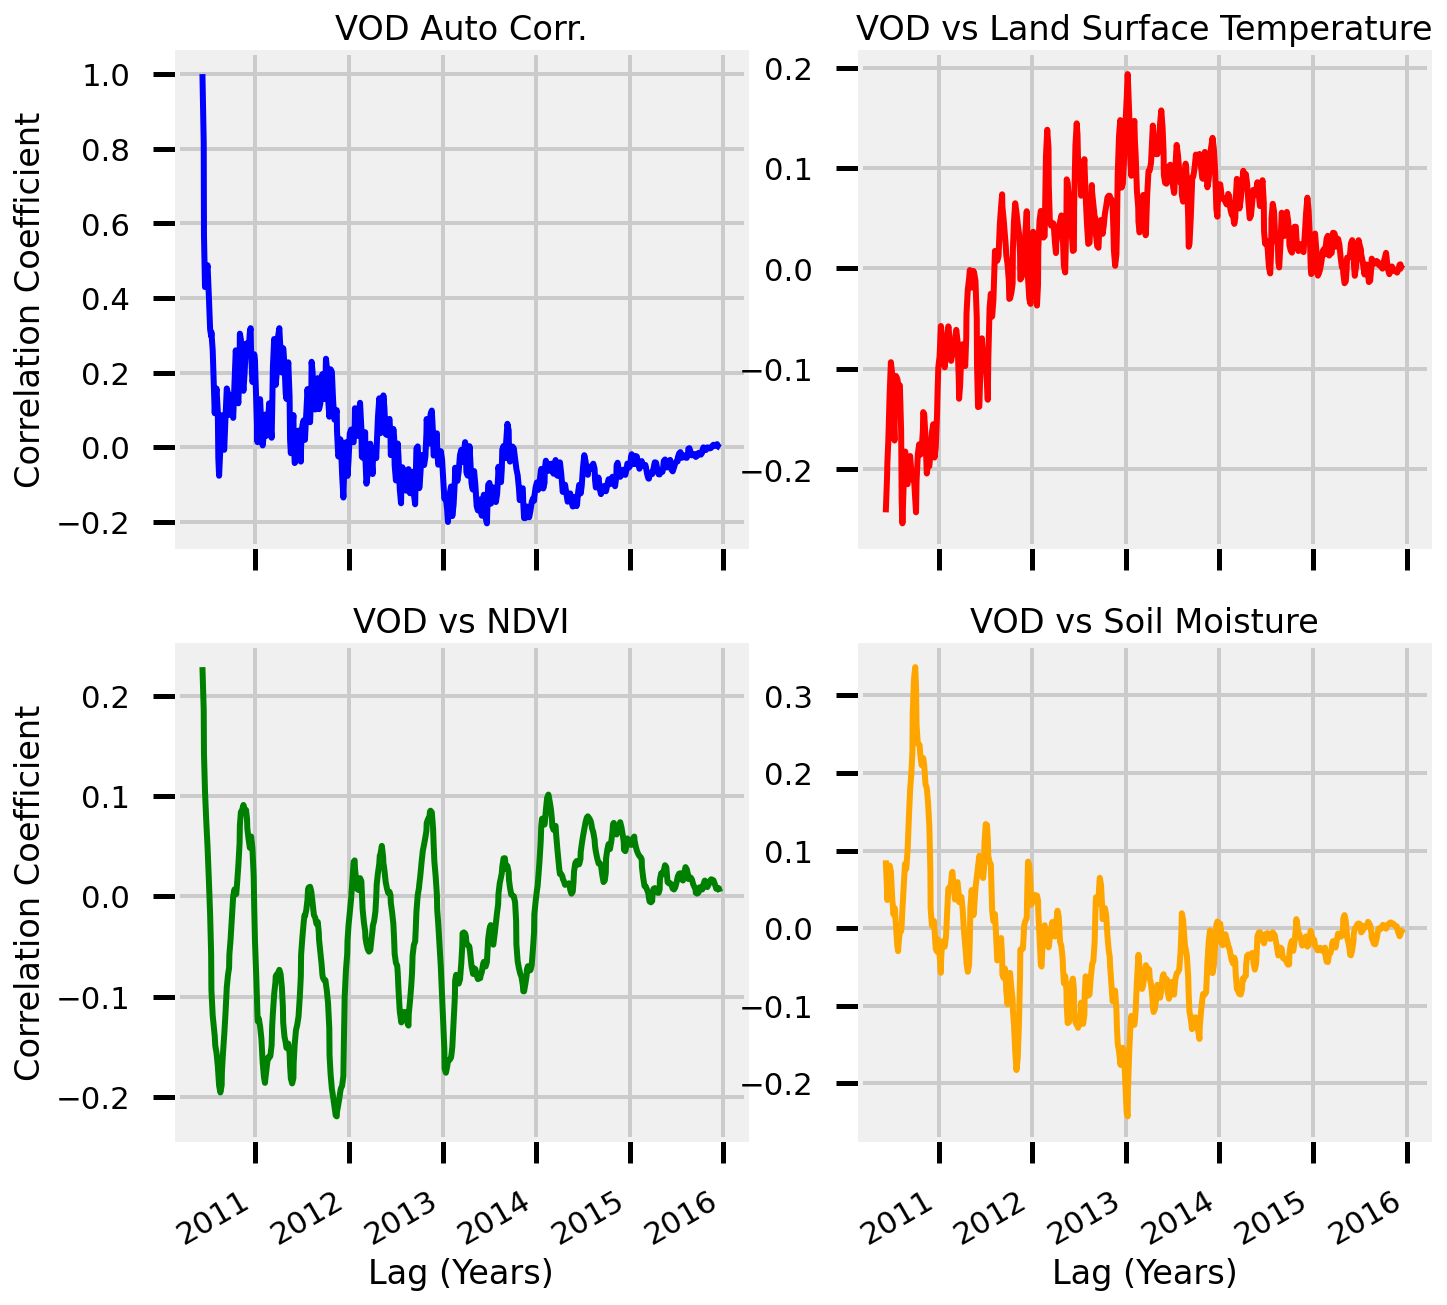 VOD Auto Corr.
VOD vs Land Surface Temperature
Correlation Coefficient
1.0
0.8
0.6
0.4
0.2
0.0
−0.2
0.2
0.1
0.0
−0.1
−0.2
VOD vs NDVI
VOD vs Soil Moisture
Correlation Coefficient
0.2
0.1
0.0
−0.1
−0.2
0.3
0.2
0.1
0.0
−0.1
−0.2
2011 2012 2013 2014 2015 2016
2011 2012 2013 2014 2015 2016
Lag (Years)
Lag (Years)